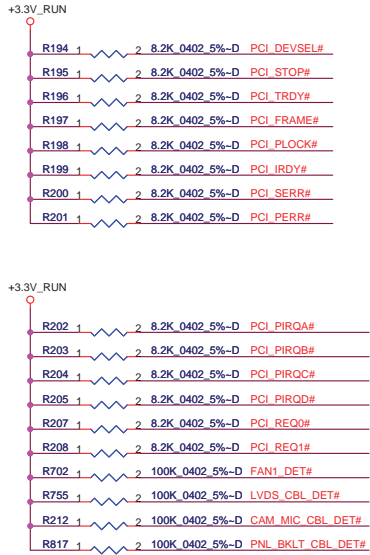 +3.3V_RUN
R194 1 2 8.2K_0402_5%~D PCI_DEVSEL#
R195 1 2 8.2K_0402_5%~D PCI_STOP#
R196 1 2 8.2K_0402_5%~D PCI_TRDY#
R197 1 2 8.2K_0402_5%~D PCI_FRAME#
R198 1 2 8.2K_0402_5%~D PCI_PLOCK#
R199 1 2 8.2K_0402_5%~D PCI_IRDY#
R200 1 2 8.2K_0402_5%~D PCI_SERR#
R201 1 2 8.2K_0402_5%~D PCI_PERR#
+3.3V_RUN
R202 1 2 8.2K_0402_5%~D PCI_PIRQA#
R203 1 2 8.2K_0402_5%~D PCI_PIRQB#
R204 1 2 8.2K_0402_5%~D PCI_PIRQC#
R205 1 2 8.2K_0402_5%~D PCI_PIRQD#
R207 1 2 8.2K_0402_5%~D PCI_REQ0#
R208 1 2 8.2K_0402_5%~D PCI_REQ1#
R702 1 2 100K_0402_5%~D FAN1_DET#
R755 1 2 100K_0402_5%~D LVDS_CBL_DET#
R212 1 2 100K_0402_5%~D CAM_MIC_CBL_DET#
R817 1 2 100K_0402_5%~D PNL_BKLT_CBL_DET#